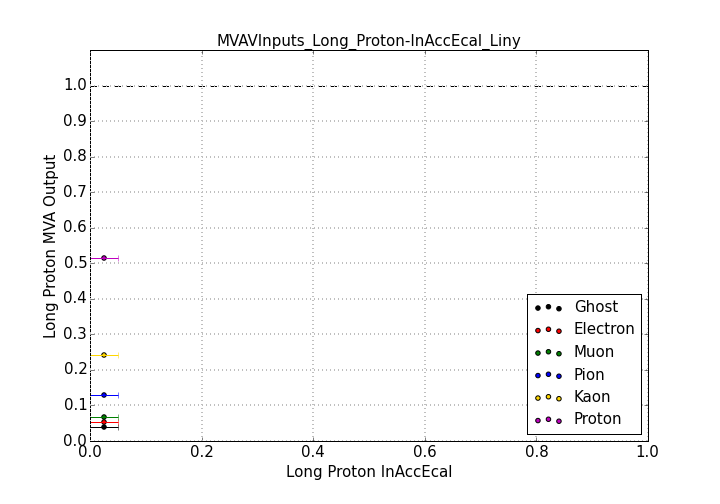 MVAVInputs_Long_Proton-InAccEcal_Liny
Long Proton MVA Output
1.0
0.9
0.8
0.7
0.6
0.5
0.4
0.3
0.2
0.1
0.0
0.0 0.2 0.4 0.6 0.8 1.0
Long Proton InAccEcal
Ghost
Electron
Muon
Pion
Kaon
Proton